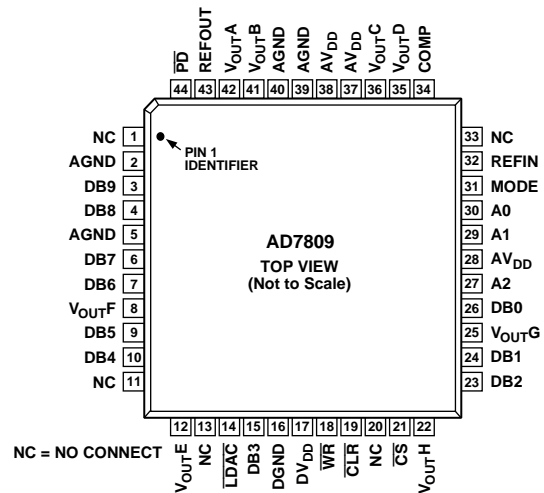 PD
REFOUT
VOUTA
VOUTB
AGND
AGND
AVDD
AVDD
VOUTC
VOUTD
COMP
44 43 42 41 40 39 38 37 36 35 34
NC 1
AGND 2
DB9 3
DB8 4
AGND 5
DB7 6
DB6 7
VOUTF 8
DB5 9
DB4 10
NC 11
PIN 1
IDENTIFIER
AD7809
TOP VIEW
(Not to Scale)
33 NC
32 REFIN
31 MODE
30 A0
29 A1
28 AVDD
27 A2
26 DB0
25 VOUTG
24 DB1
23 DB2
12 13 14 15 16 17 18 19 20 21 22
VOUTE
NC
LDAC
DB3
DGND
DVDD
WR
CLR
NC
CS
VOUTH
NC = NO CONNECT